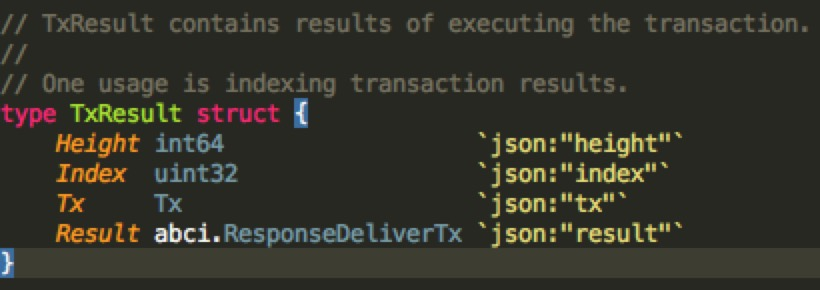 // TxResult contains results of executing the transaction.
//
// One usage is indexing transaction results.
type TxResult struct {
    Height int64                  `json:"height"`
    Index  uint32                 `json:"index"`
    Tx     Tx                     `json:"tx"`
    Result abci.ResponseDeliverTx `json:"result"`
}